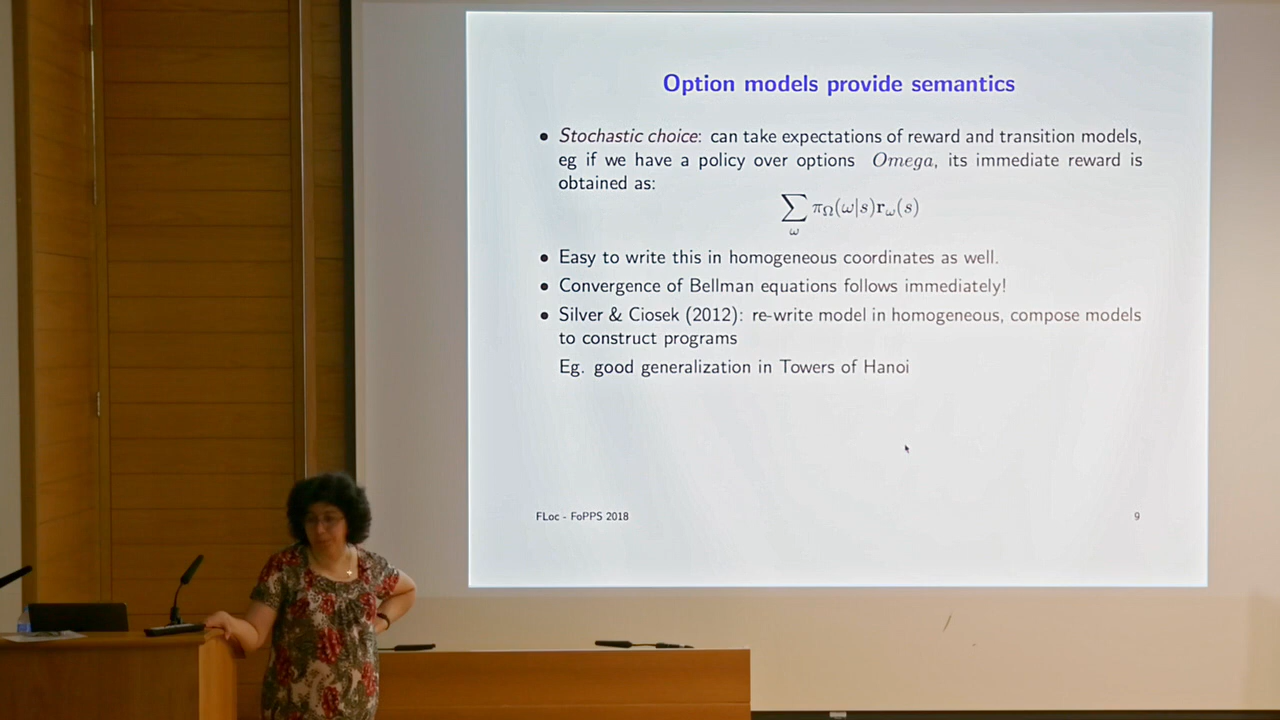 Option models provide semantics
• Stochastic choice: can take expectations of reward and transition models,
eg if we have a policy over options Omega, its immediate reward is
obtained as:
∑_ω π_Ω(ω|s)r_ω(s)
• Easy to write this in homogeneous coordinates as well.
• Convergence of Bellman equations follows immediately!
• Silver & Ciosek (2012): re-write model in homogeneous, compose models
to construct programs
Eg. good generalization in Towers of Hanoi
FLoc - FoPPS 2018
9